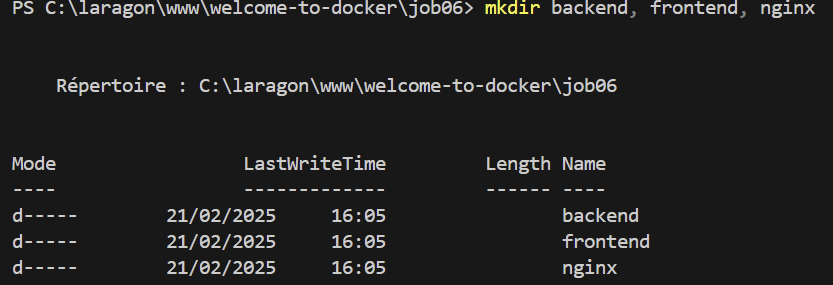 PS C:\laragon\www\welcome-to-docker\job06> mkdir backend, frontend, nginx
Répertoire : C:\laragon\www\welcome-to-docker\job06
Mode LastWriteTime Length Name
---- ------------- ------ ----
d----- 21/02/2025 16:05 backend
d----- 21/02/2025 16:05 frontend
d----- 21/02/2025 16:05 nginx